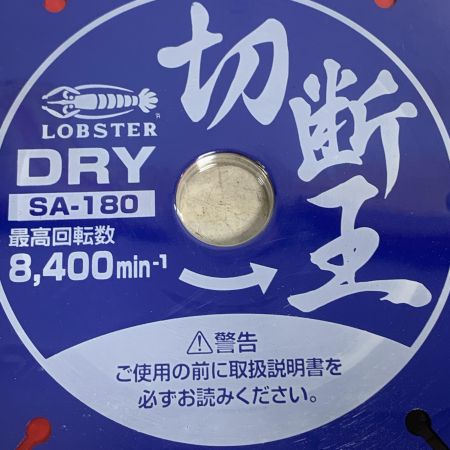 LOBSTER
DRY
SA-180
最高回転数
8,400min⁻¹
切断王
⚠警告
ご使用の前に取扱説明書を
必ずお読みください。